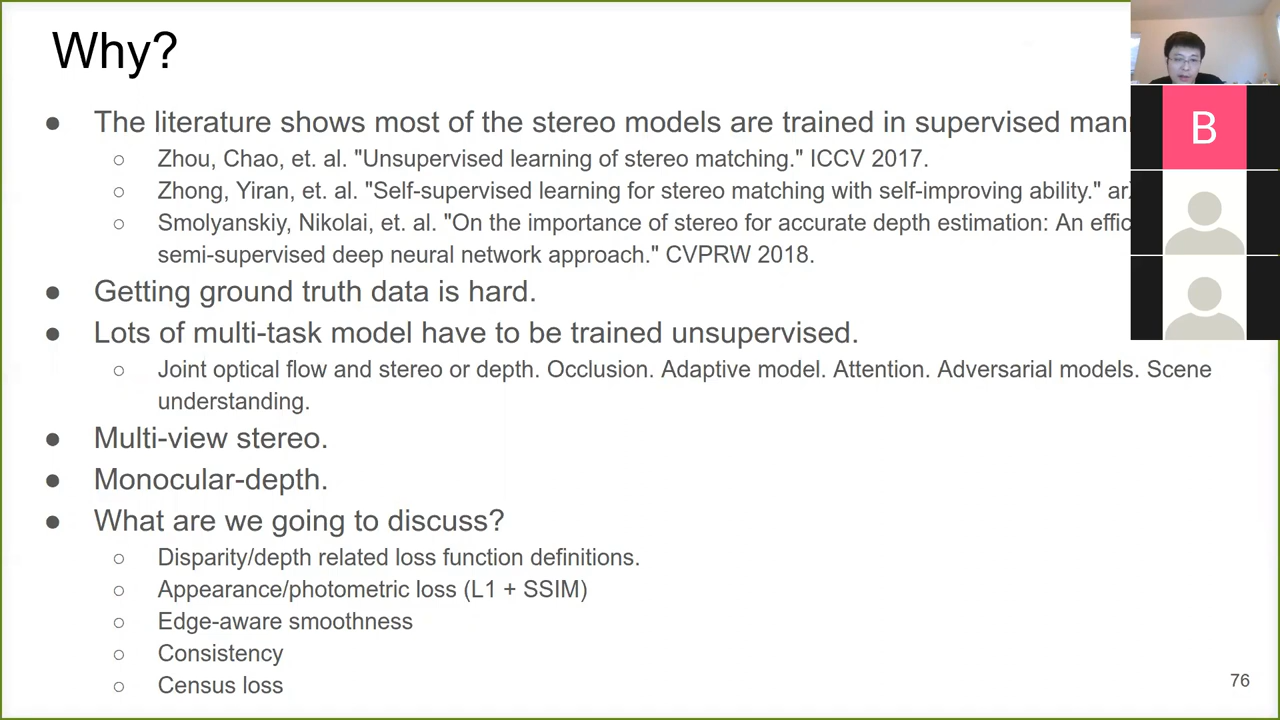 Why?
● The literature shows most of the stereo models are trained in supervised
○ Zhou, Chao, et. al. "Unsupervised learning of stereo matching." ICCV 2017.
○ Zhong, Yiran, et. al. "Self-supervised learning for stereo matching with self-improving ability."
○ Smolyanskiy, Nikolai, et. al. "On the importance of stereo for accurate depth estimation: An
semi-supervised deep neural network approach." CVPRW 2018.
● Getting ground truth data is hard.
● Lots of multi-task model have to be trained unsupervised.
○ Joint optical flow and stereo or depth. Occlusion. Adaptive model. Attention. Adversarial models. Scene
understanding.
● Multi-view stereo.
● Monocular-depth.
● What are we going to discuss?
○ Disparity/depth related loss function definitions.
○ Appearance/photometric loss (L1 + SSIM)
○ Edge-aware smoothness
○ Consistency
○ Census loss
76
B